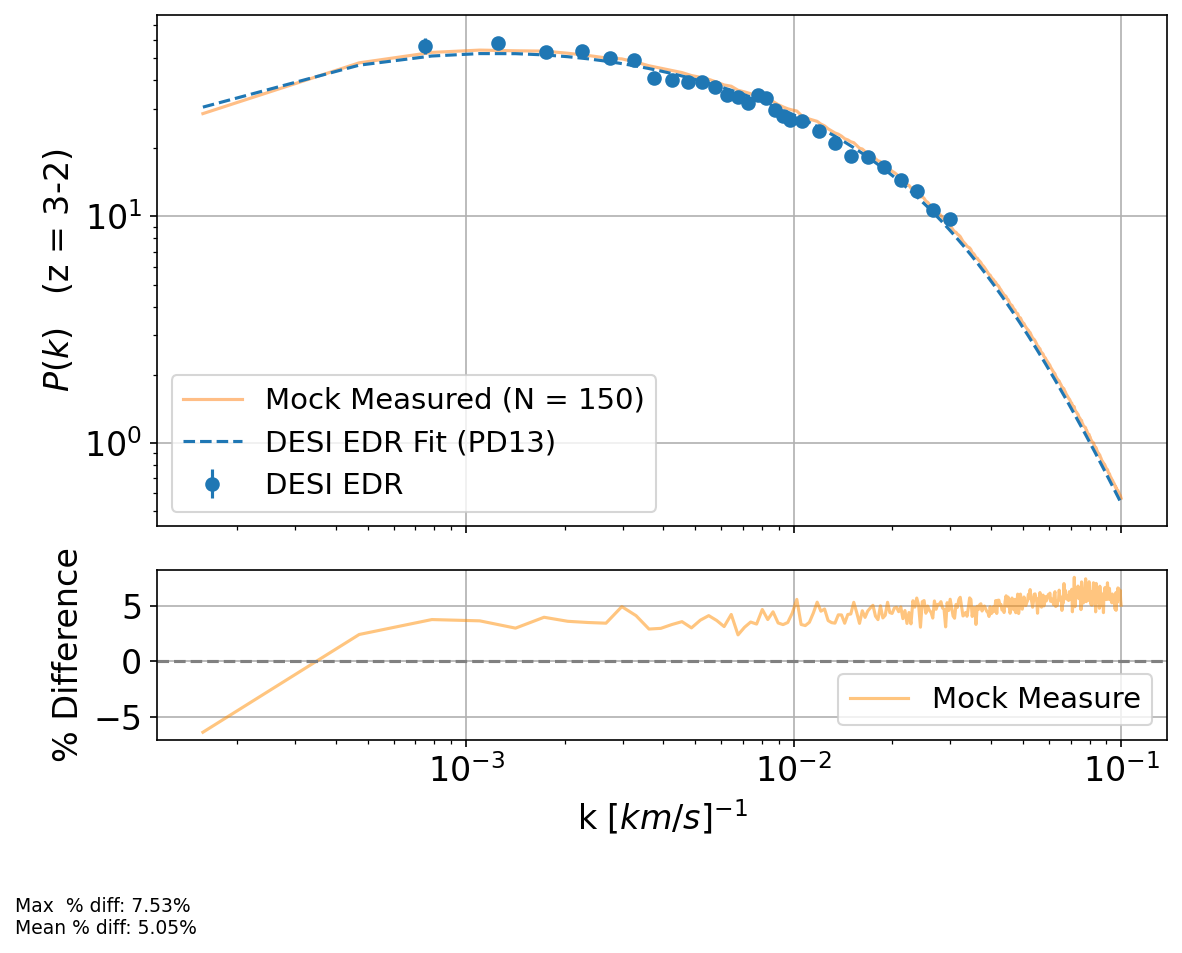 P(k) (z = 3-2)
10¹
10⁰
Mock Measured (N = 150)
DESI EDR Fit (PD13)
DESI EDR
% Difference
5
0
−5
Mock Measure
10⁻³ 10⁻² 10⁻¹
k [km/s]⁻¹
Max % diff: 7.53%
Mean % diff: 5.05%